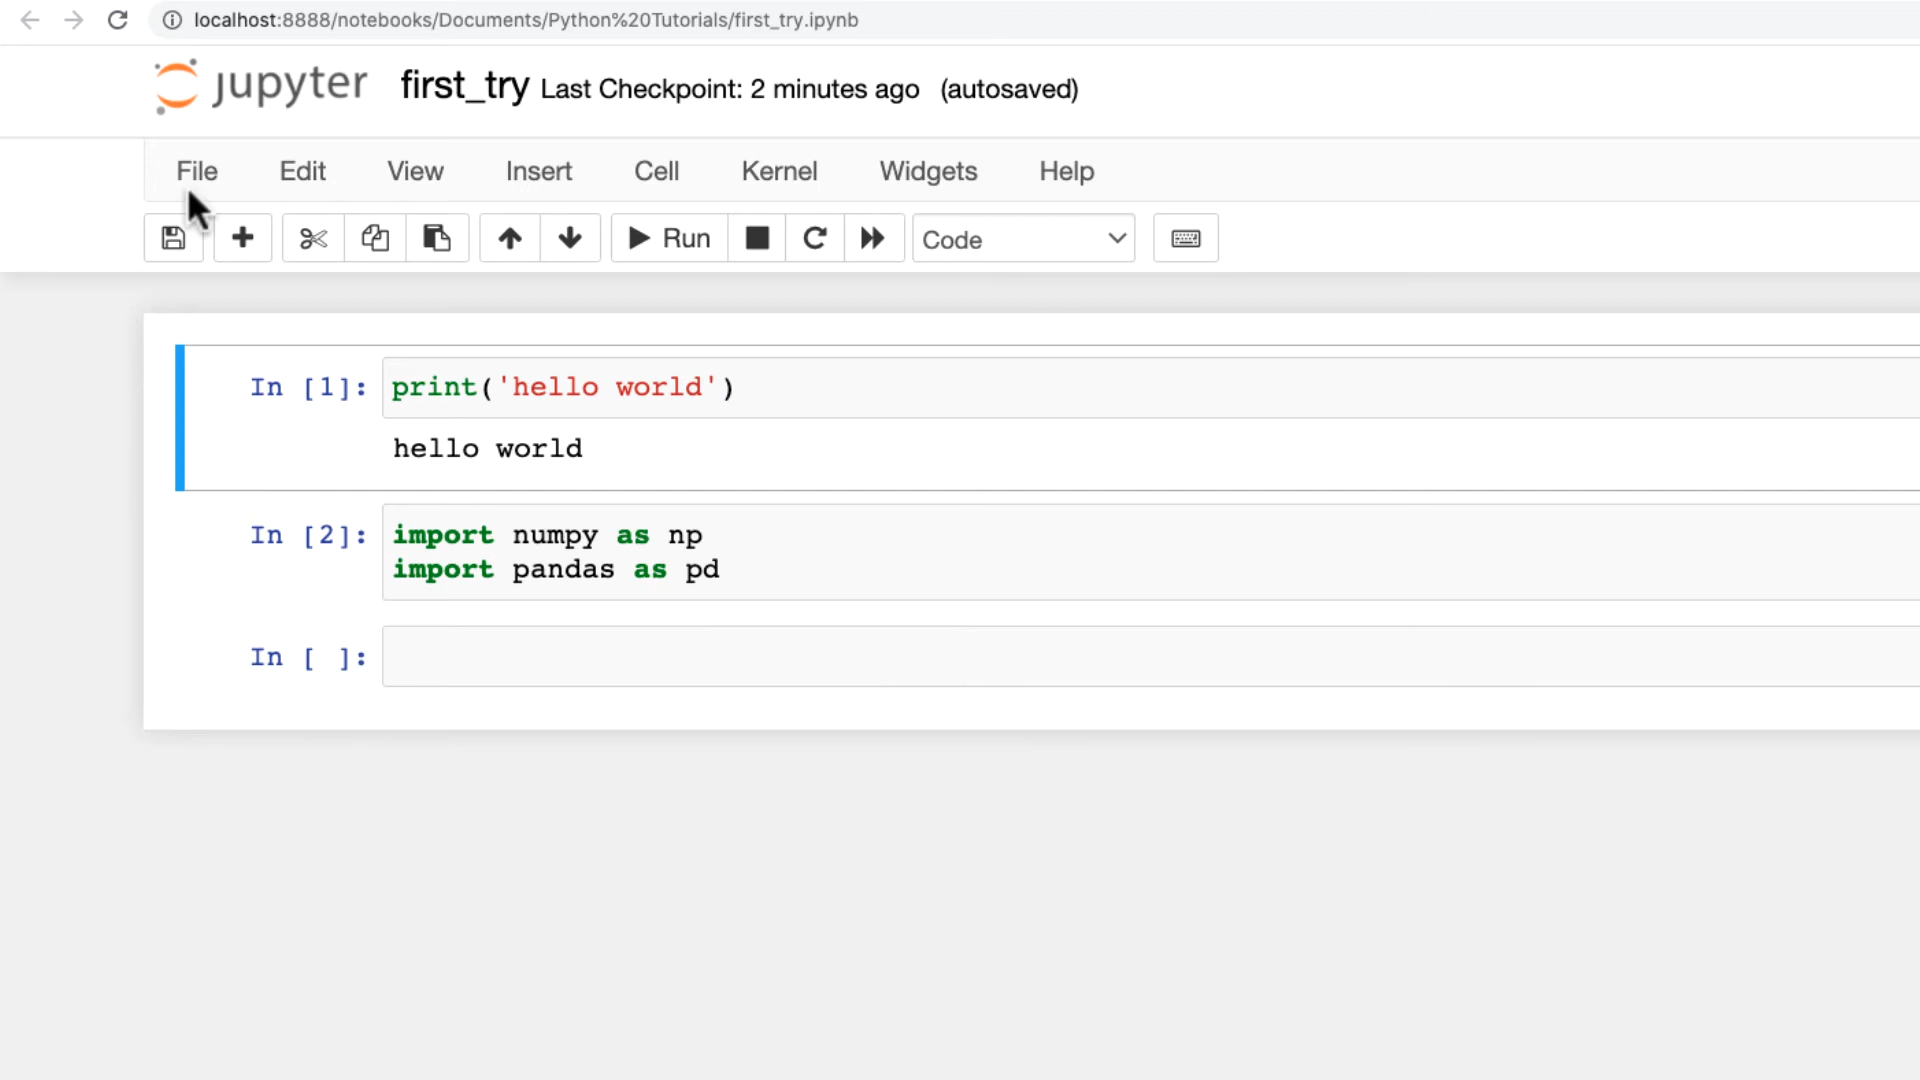 localhost:8888/notebooks/Documents/Python%20Tutorials/first_try.ipynb
jupyter first_try Last Checkpoint: 2 minutes ago (autosaved)
File Edit View Insert Cell Kernel Widgets Help
Run Code
In [1]: print('hello world')
hello world
In [2]: import numpy as np
import pandas as pd
In [ ]: